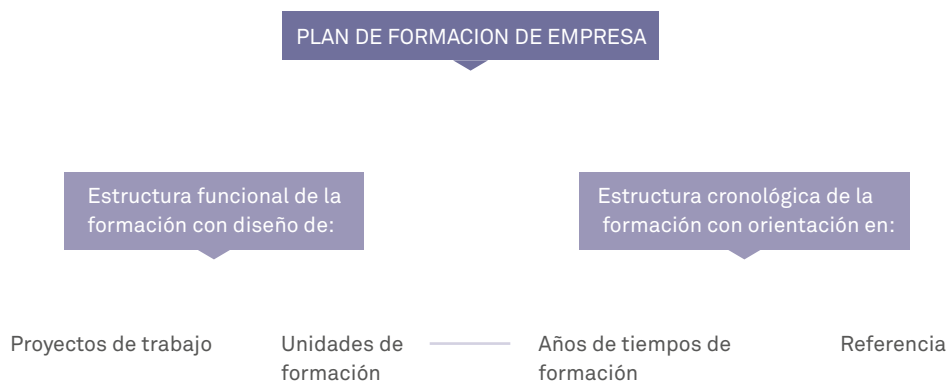 PLAN DE FORMACION DE EMPRESA
Estructura funcional de la
formación con diseño de:
Estructura cronológica de la
formación con orientación en:
Proyectos de trabajo
Unidades de
formación
Años de tiempos de
formación
Referencia